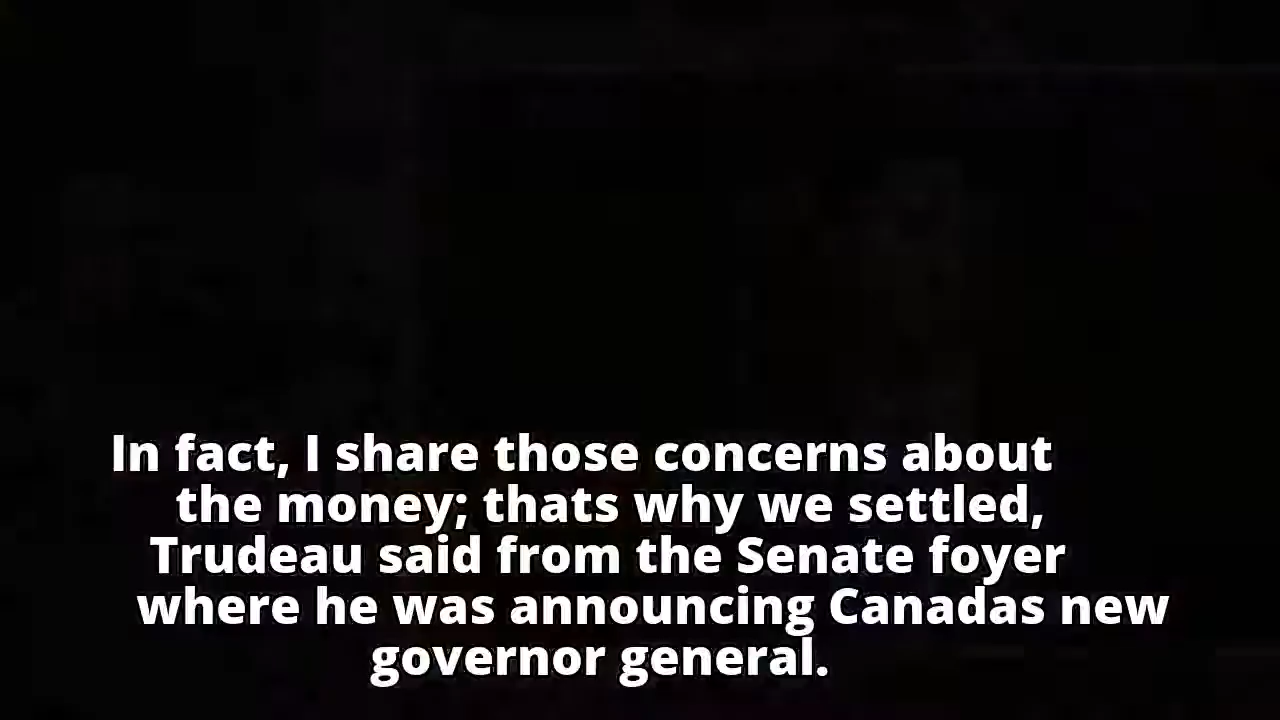 In fact, I share those concerns about
the money; thats why we settled,
Trudeau said from the Senate foyer
where he was announcing Canadas new
governor general.